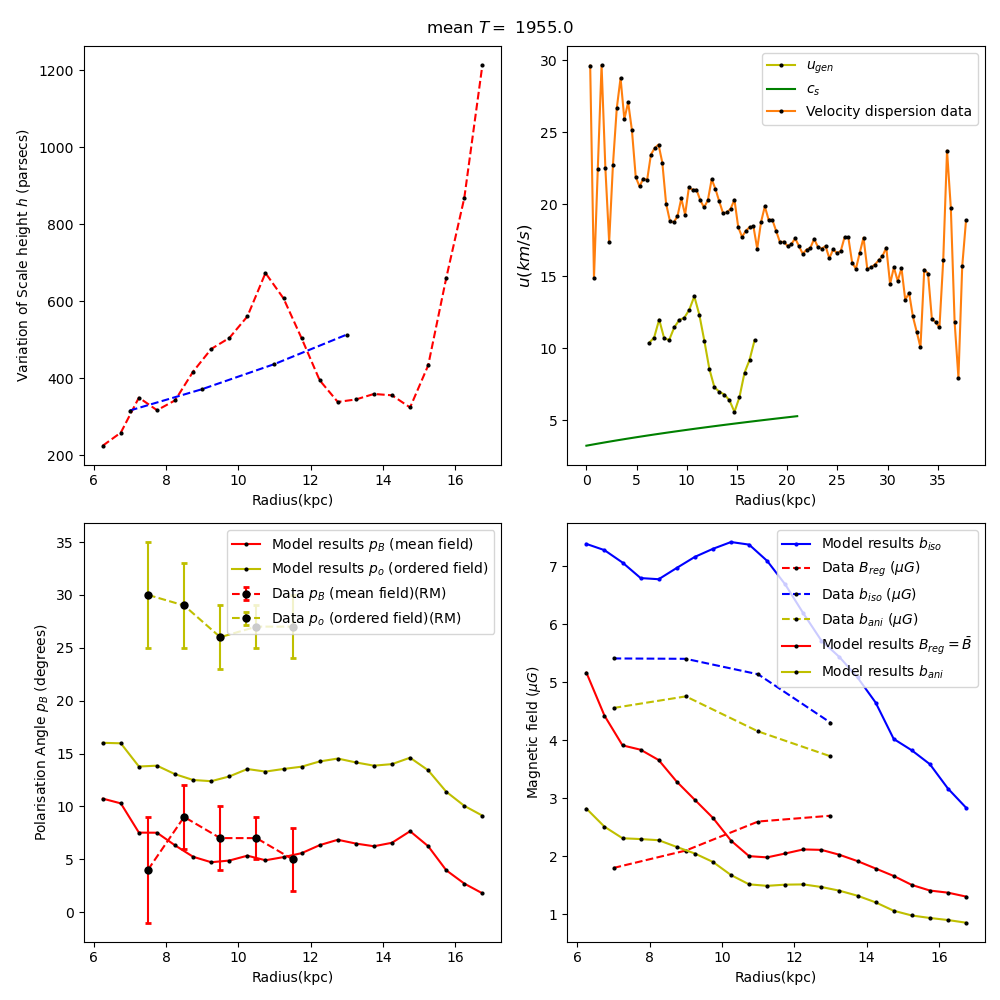 mean T = 1955.0
Variation of Scale height h (parsecs)
1200
1000
800
600
400
200
6 8 10 12 14 16
Radius(kpc)
u(km/s)
30
25
20
15
10
5
0 5 10 15 20 25 30 35
Radius(kpc)
u_gen
c_s
Velocity dispersion data
Polarisation Angle p_B (degrees)
35
30
25
20
15
10
5
0
6 8 10 12 14 16
Radius(kpc)
Model results p_B (mean field)
Model results p_o (ordered field)
Data p_B (mean field)(RM)
Data p_o (ordered field)(RM)
Magnetic field (μG)
7
6
5
4
3
2
1
6 8 10 12 14 16
Radius(kpc)
Model results b_iso
Data B_reg (μG)
Data b_iso (μG)
Data b_ani (μG)
Model results B_reg = B̄
Model results b_ani